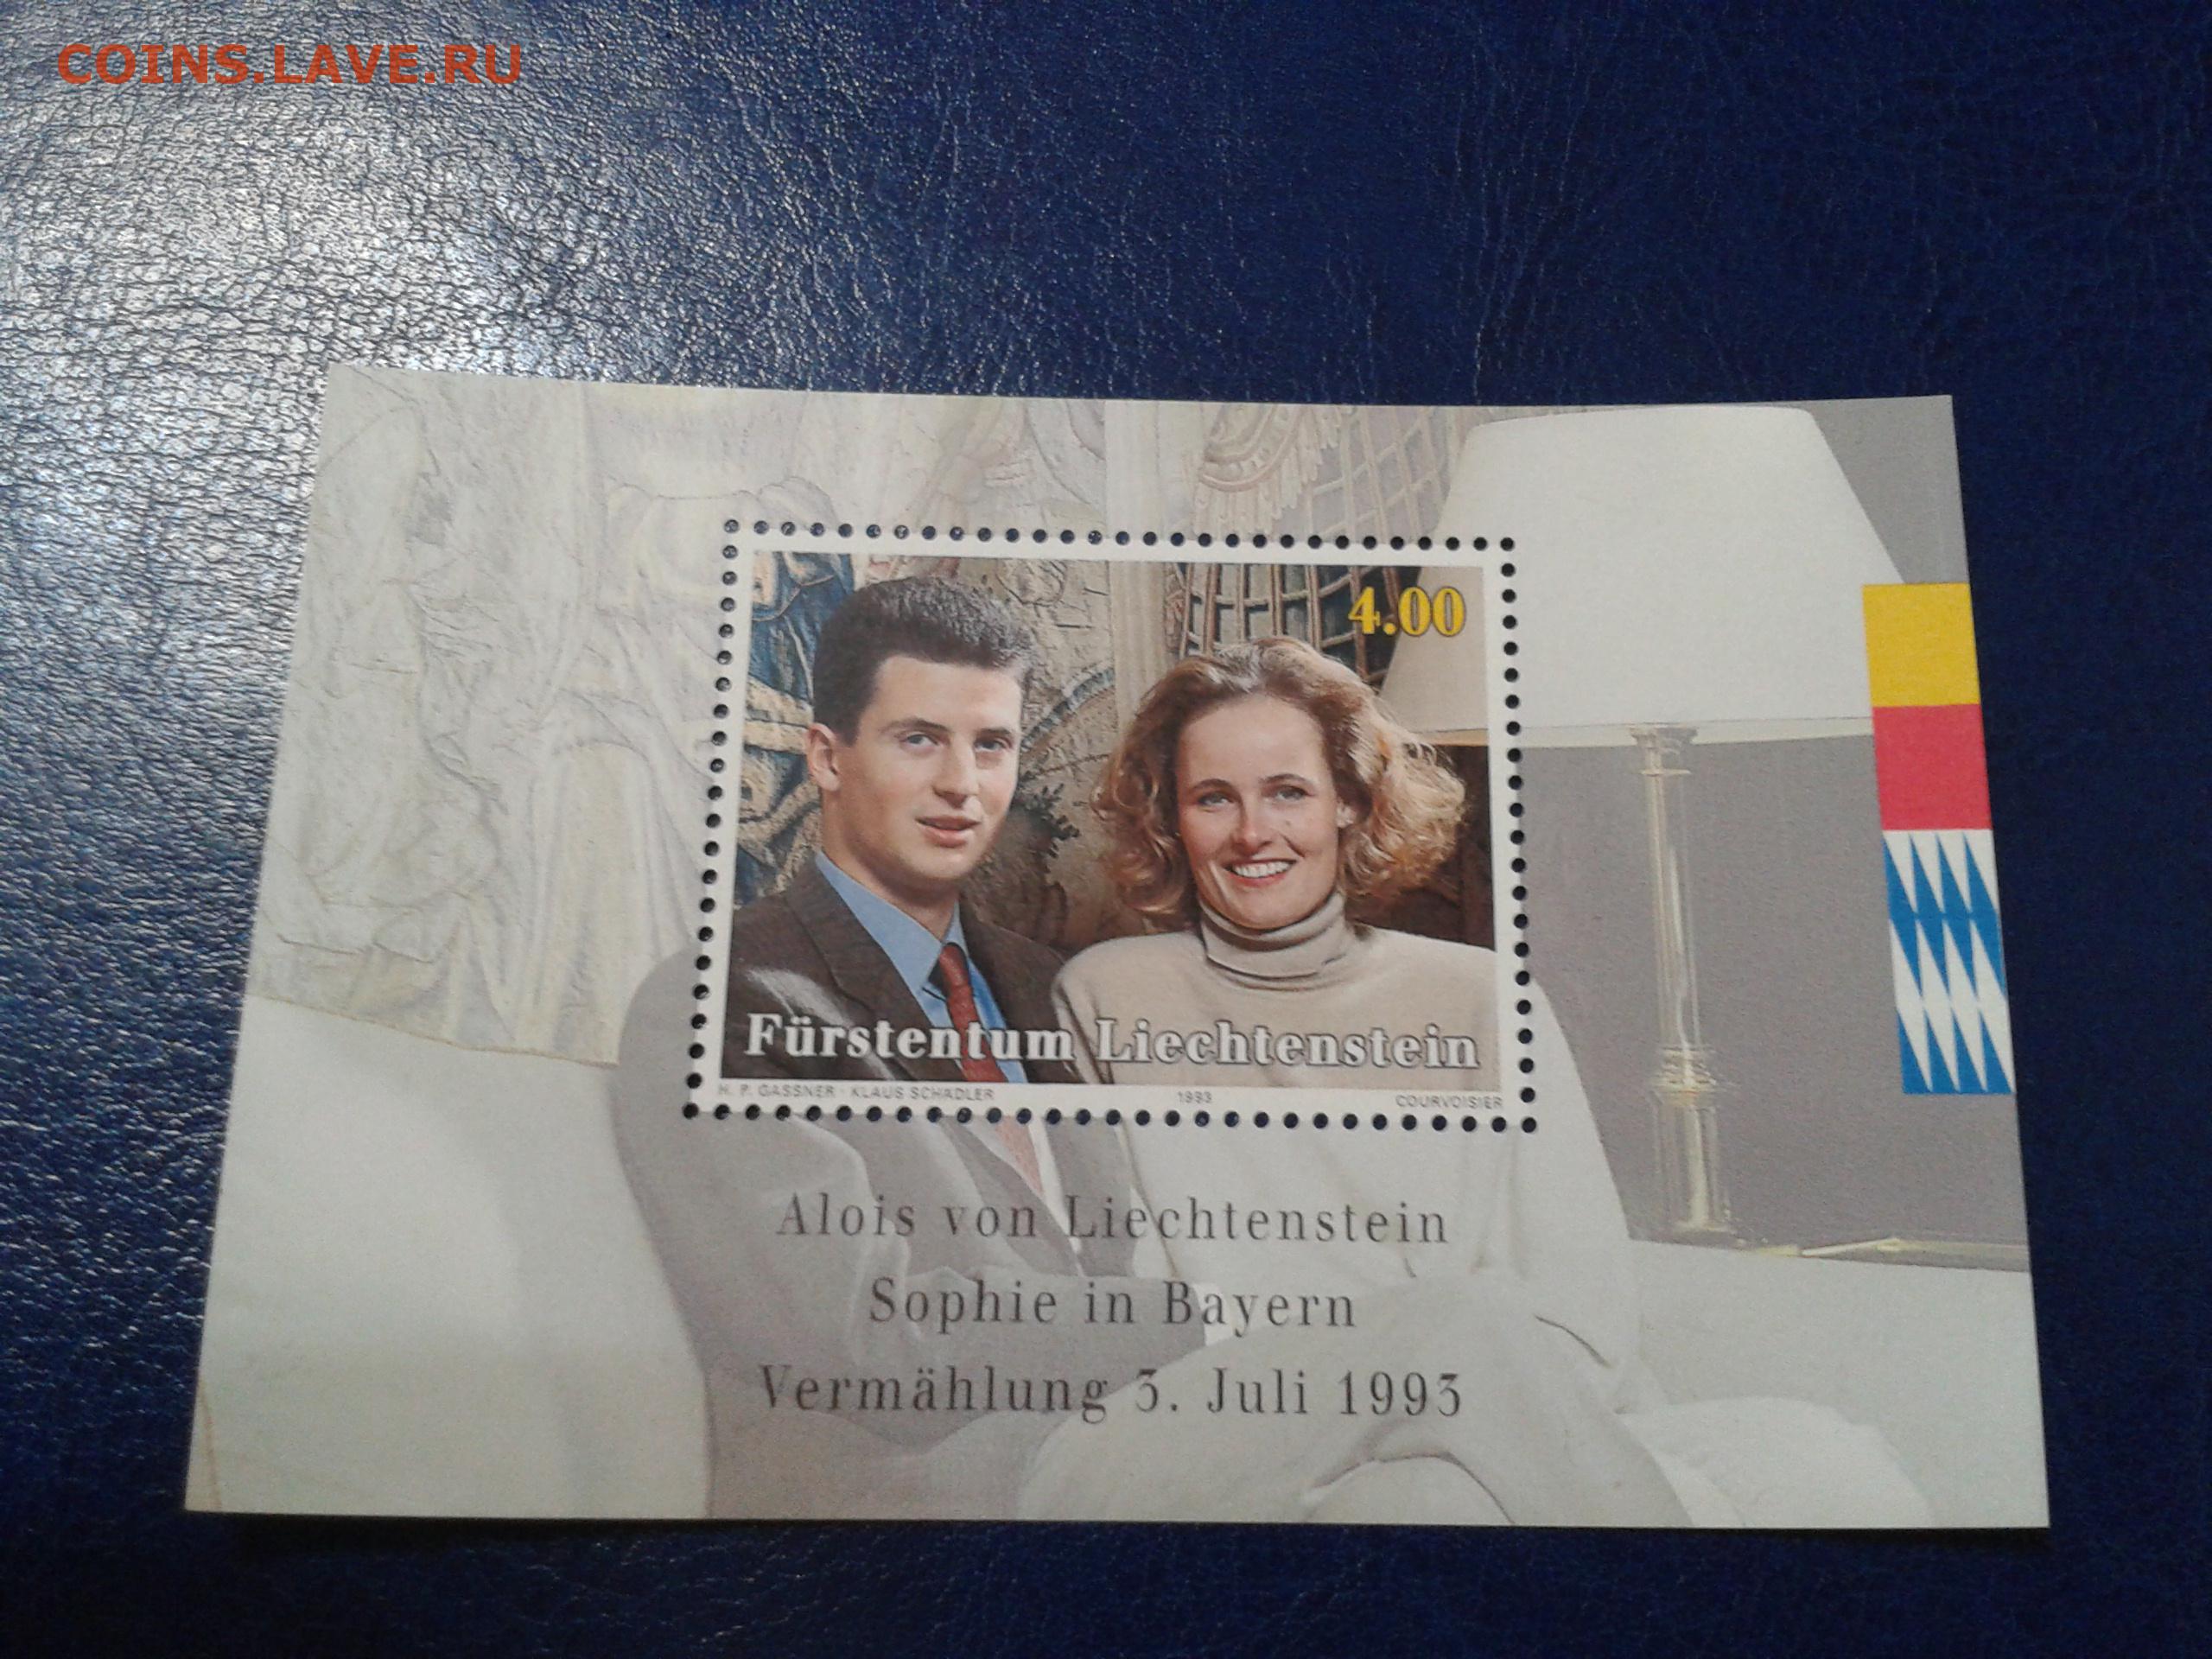 COINS.LAVE.RU
4.00
Fürstentum Liechtenstein
H. P. GASSNER · KLAUS SCHÄDLER 1993 COURVOISIER
Alois von Liechtenstein
Sophie in Bayern
Vermählung 3. Juli 1993